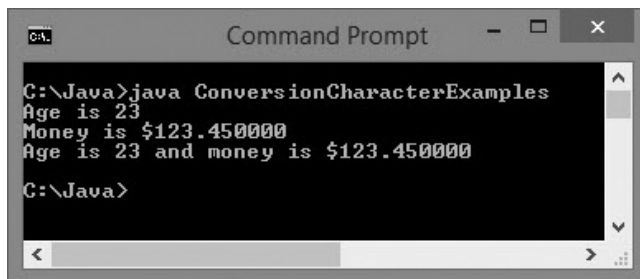 Command Prompt
C:\Java>java ConversionCharacterExamples
Age is 23
Money is $123.450000
Age is 23 and money is $123.450000
C:\Java>